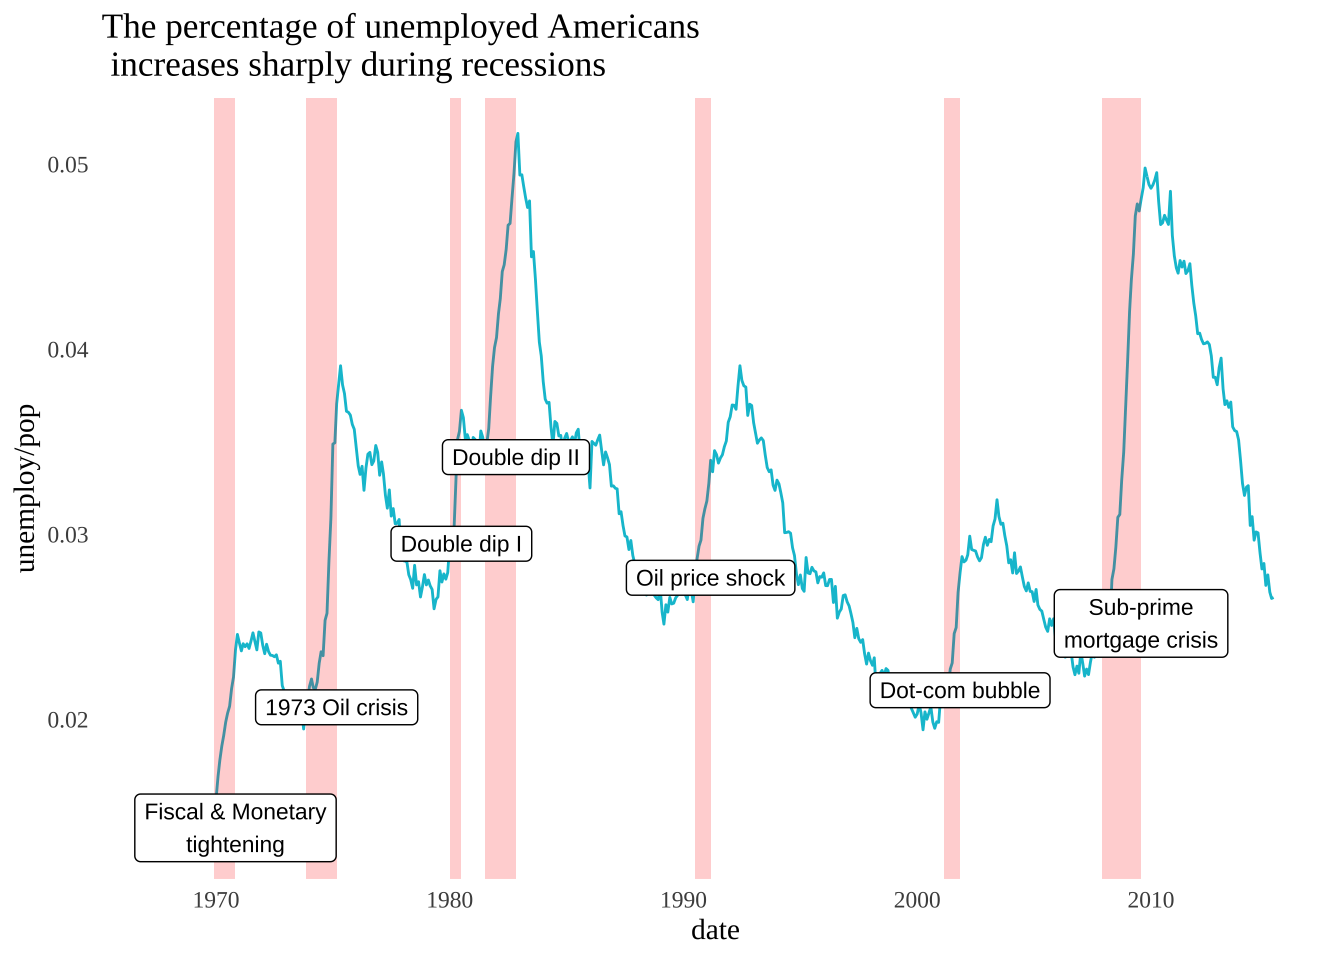 The percentage of unemployed Americans
increases sharply during recessions
unemploy/pop
0.05
0.04
0.03
0.02
Double dip II
Double dip I
Oil price shock
Sub-prime
mortgage crisis
Dot-com bubble
1973 Oil crisis
Fiscal & Monetary
tightening
1970
1980
1990
2000
2010
date